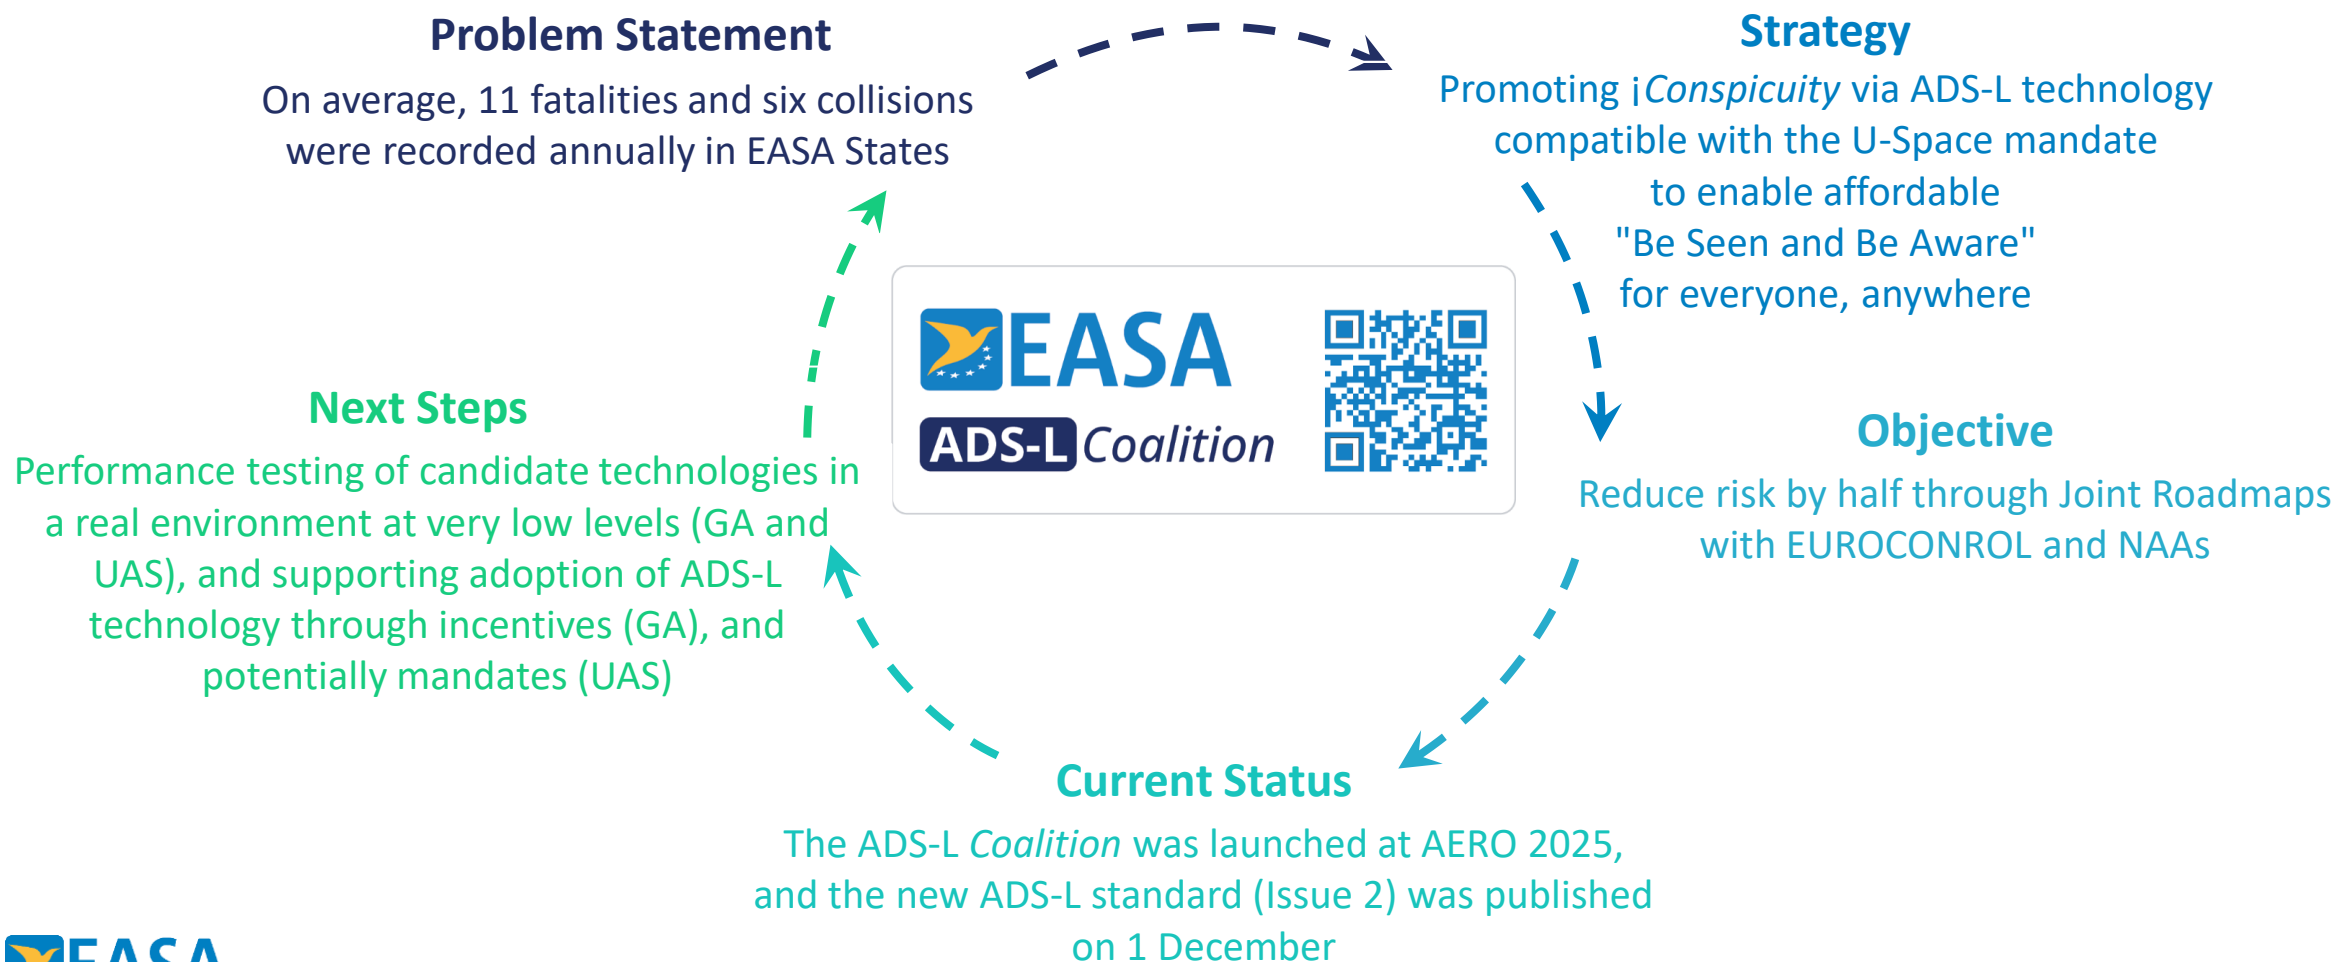 Problem Statement
On average, 11 fatalities and six collisions
were recorded annually in EASA States
Strategy
Promoting ¡Conspicuity via ADS-L technology
compatible with the U-Space mandate
to enable affordable
"Be Seen and Be Aware"
for everyone, anywhere
Objective
Reduce risk by half through Joint Roadmaps
with EUROCONROL and NAAs
Current Status
The ADS-L Coalition was launched at AERO 2025,
and the new ADS-L standard (Issue 2) was published
on 1 December
Next Steps
Performance testing of candidate technologies in
a real environment at very low levels (GA and
UAS), and supporting adoption of ADS-L
technology through incentives (GA), and
potentially mandates (UAS)
EASA
ADS-L Coalition
EASA